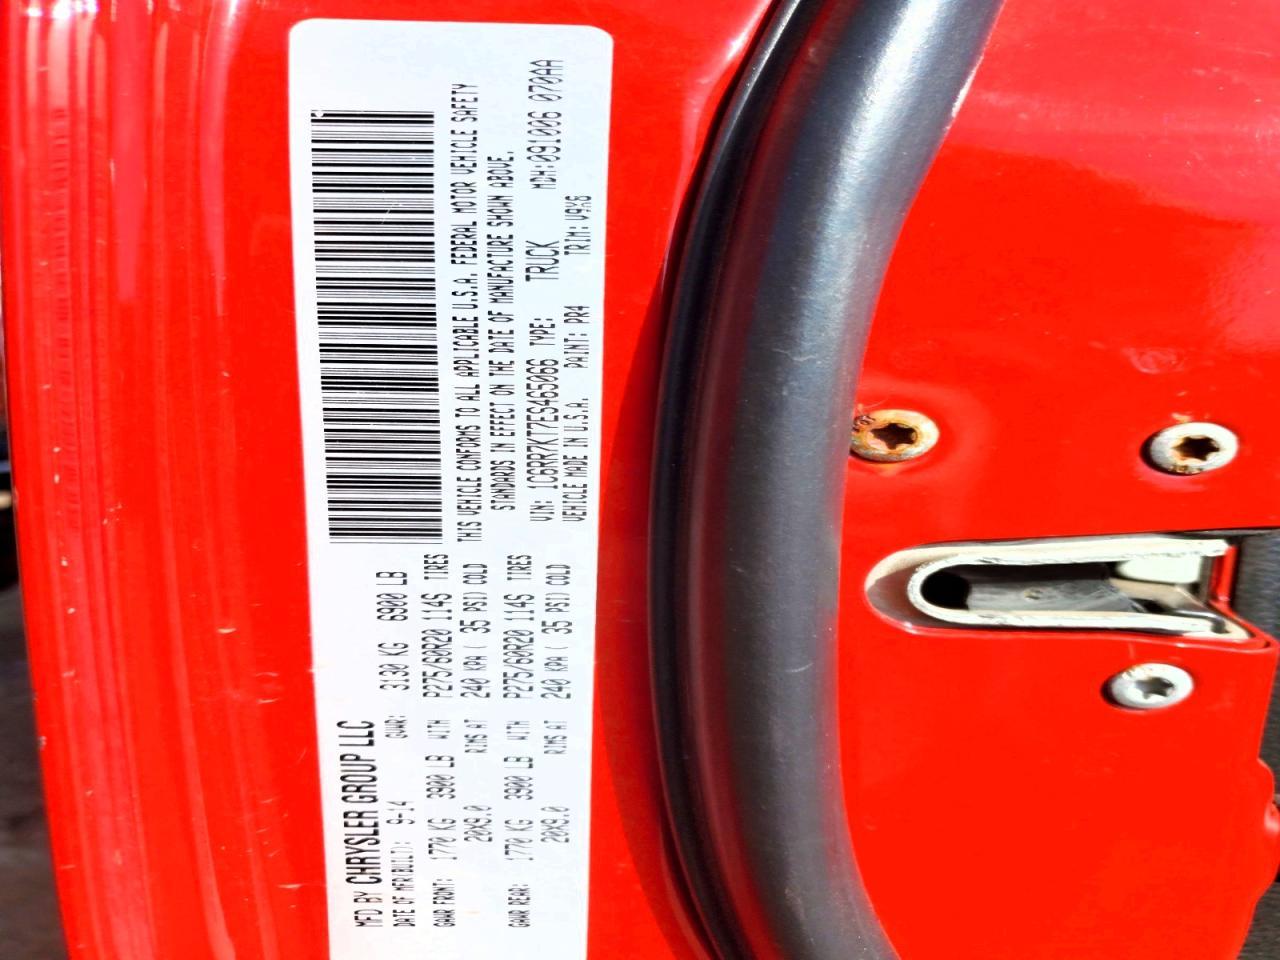 MFD BY CHRYSLER GROUP LLC
DATE OF MFR(BUILT): 9-14 GVWR: 3130 KG 6900 LB
GAWR FRONT: 1770 KG 3900 LB WITH P275/60R20 114S TIRES
20X9.0 RIMS AT 240 KPA ( 35 PSI) COLD
GAWR REAR: 1770 KG 3900 LB WITH P275/60R20 114S TIRES
20X9.0 RIMS AT 240 KPA ( 35 PSI) COLD
THIS VEHICLE CONFORMS TO ALL APPLICABLE U.S.A. FEDERAL MOTOR VEHICLE SAFETY
STANDARDS IN EFFECT ON THE DATE OF MANUFACTURE SHOWN ABOVE.
VIN: 1C6RR7KT7ES465066 TYPE: TRUCK MDH:091006 070AA
VEHICLE MADE IN U.S.A. PAINT: PR4 TRIM: V9X6